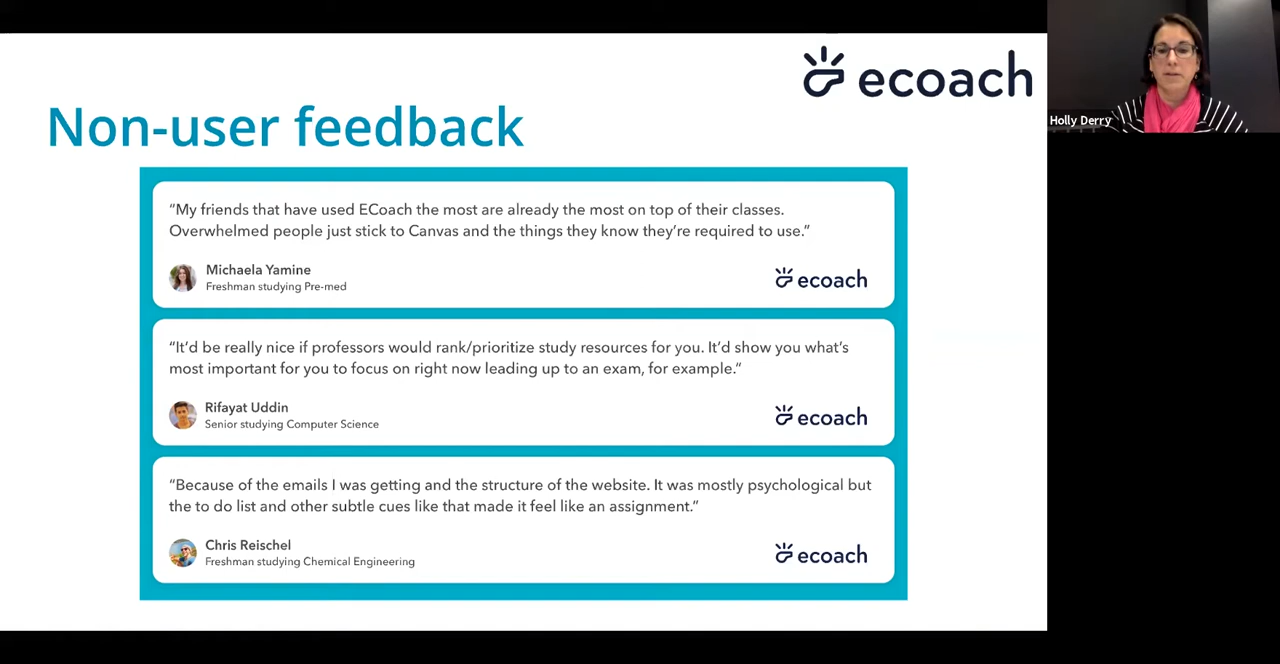 ecoach
Holly Derry
Non-user feedback
“My friends that have used ECoach the most are already the most on top of their classes.
Overwhelmed people just stick to Canvas and the things they know they’re required to use.”
Michaela Yamine
Freshman studying Pre-med
ecoach
“It’d be really nice if professors would rank/prioritize study resources for you. It’d show you what’s
most important for you to focus on right now leading up to an exam, for example.”
Rifayat Uddin
Senior studying Computer Science
ecoach
“Because of the emails I was getting and the structure of the website. It was mostly psychological but
the to do list and other subtle cues like that made it feel like an assignment.”
Chris Reischel
Freshman studying Chemical Engineering
ecoach